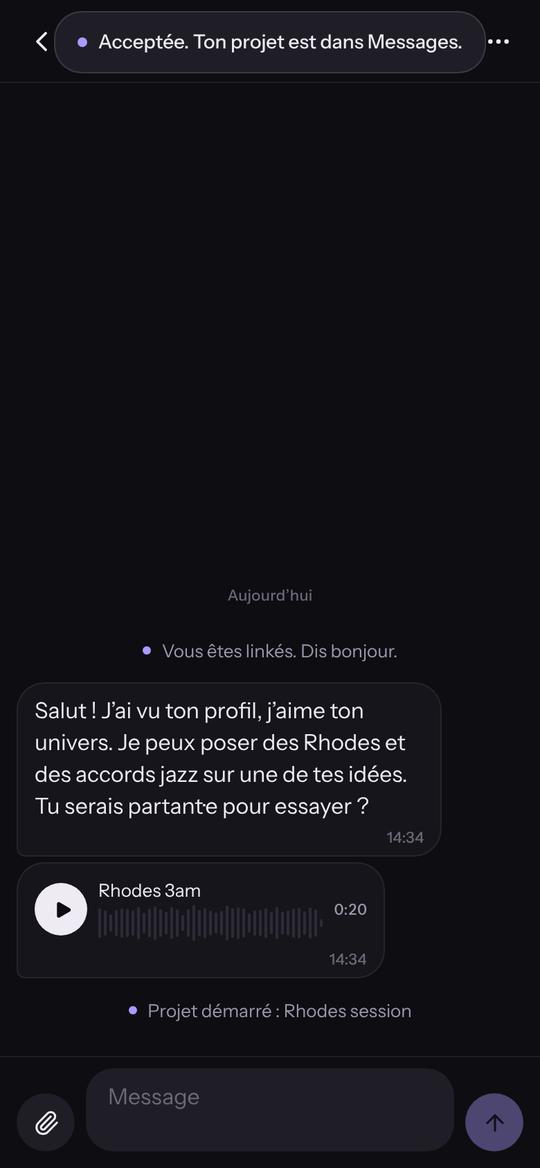 Acceptée. Ton projet est dans Messages.
Aujourd’hui
Vous êtes linkés. Dis bonjour.
Salut ! J’ai vu ton profil, j’aime ton
univers. Je peux poser des Rhodes et
des accords jazz sur une de tes idées.
Tu serais partant·e pour essayer ?
14:34
Rhodes 3am
0:20
14:34
Projet démarré : Rhodes session
Message